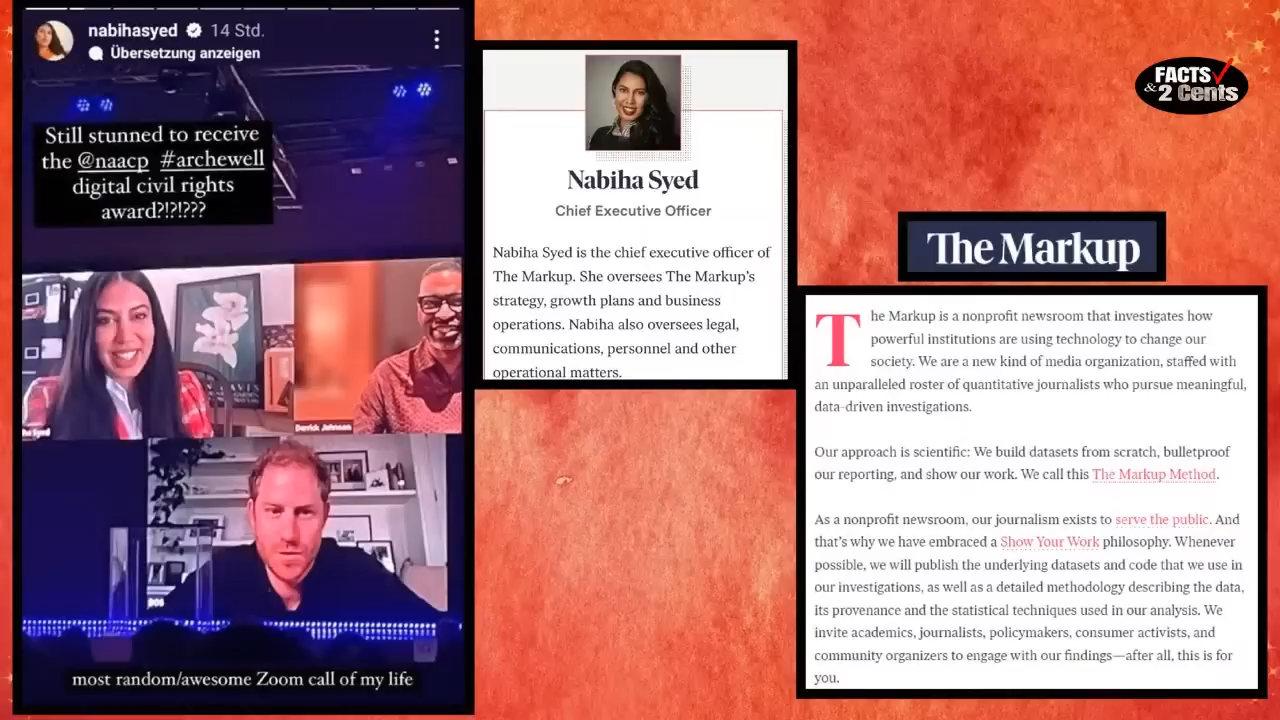 nabihasyed 14 Std.
Übersetzung anzeigen
Still stunned to receive
the @naacp #archewell
digital civil rights
award?!?!???
Syed
Derrick Johnson
most random/awesome Zoom call of my life
Nabiha Syed
Chief Executive Officer
Nabiha Syed is the chief executive officer of
The Markup. She oversees The Markup's
strategy, growth plans and business
operations. Nabiha also oversees legal,
communications, personnel and other
operational matters.
FACTS
& 2 Cents
The Markup
The Markup is a nonprofit newsroom that investigates how
powerful institutions are using technology to change our
society. We are a new kind of media organization, staffed with
an unparalleled roster of quantitative journalists who pursue meaningful,
data-driven investigations.
Our approach is scientific: We build datasets from scratch, bulletproof
our reporting, and show our work. We call this The Markup Method.
As a nonprofit newsroom, our journalism exists to serve the public. And
that's why we have embraced a Show Your Work philosophy. Whenever
possible, we will publish the underlying datasets and code that we use in
our investigations, as well as a detailed methodology describing the data,
its provenance and the statistical techniques used in our analysis. We
invite academics, journalists, policymakers, consumer activists, and
community organizers to engage with our findings—after all, this is for
you.